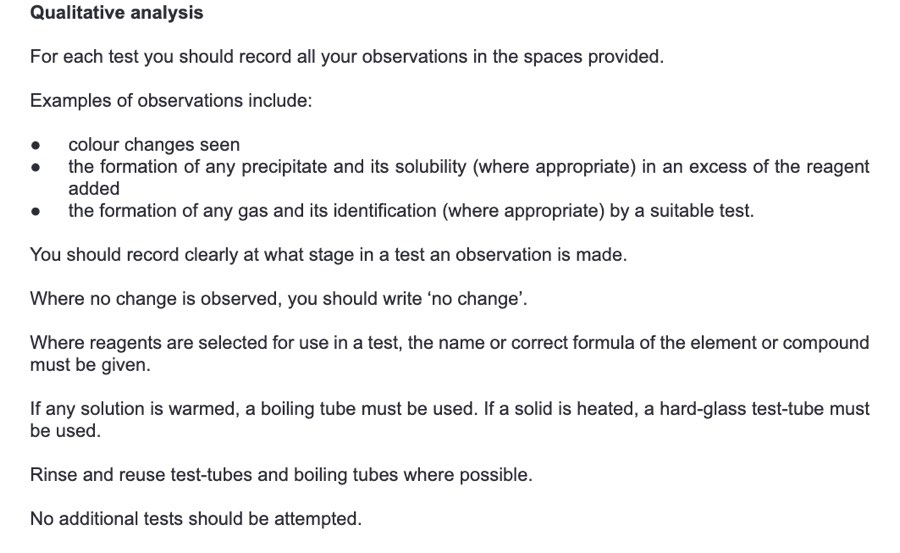 Qualitative analysis
For each test you should record all your observations in the spaces provided.
Examples of observations include:
● colour changes seen
● the formation of any precipitate and its solubility (where appropriate) in an excess of the reagent
added
● the formation of any gas and its identification (where appropriate) by a suitable test.
You should record clearly at what stage in a test an observation is made.
Where no change is observed, you should write ‘no change’.
Where reagents are selected for use in a test, the name or correct formula of the element or compound
must be given.
If any solution is warmed, a boiling tube must be used. If a solid is heated, a hard-glass test-tube must
be used.
Rinse and reuse test-tubes and boiling tubes where possible.
No additional tests should be attempted.